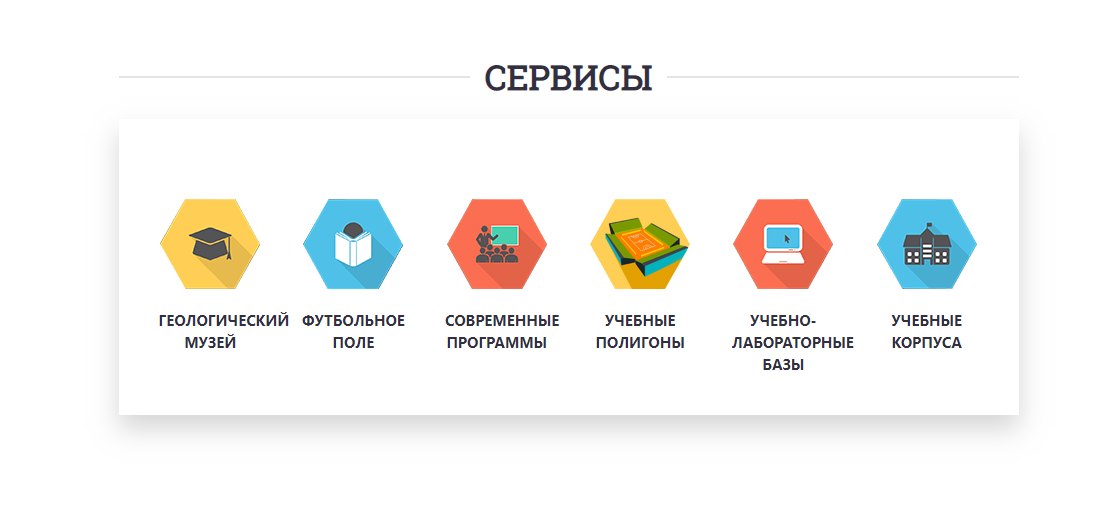 СЕРВИСЫ
ГЕОЛОГИЧЕСКИЙ
МУЗЕЙ
ФУТБОЛЬНОЕ
ПОЛЕ
СОВРЕМЕННЫЕ
ПРОГРАММЫ
УЧЕБНЫЕ
ПОЛИГОНЫ
УЧЕБНО-
ЛАБОРАТОРНЫЕ
БАЗЫ
УЧЕБНЫЕ
КОРПУСА